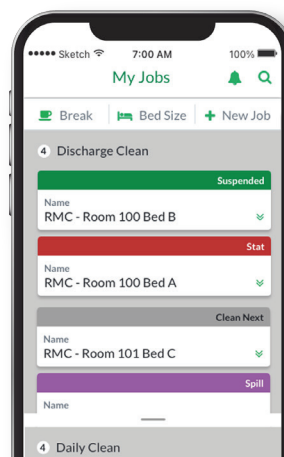 Sketch 7:00 AM 100%
My Jobs
Break Bed Size New Job
4 Discharge Clean
Suspended
Name
RMC - Room 100 Bed B
Stat
Name
RMC - Room 100 Bed A
Clean Next
Name
RMC - Room 101 Bed C
Spill
Name
4 Daily Clean